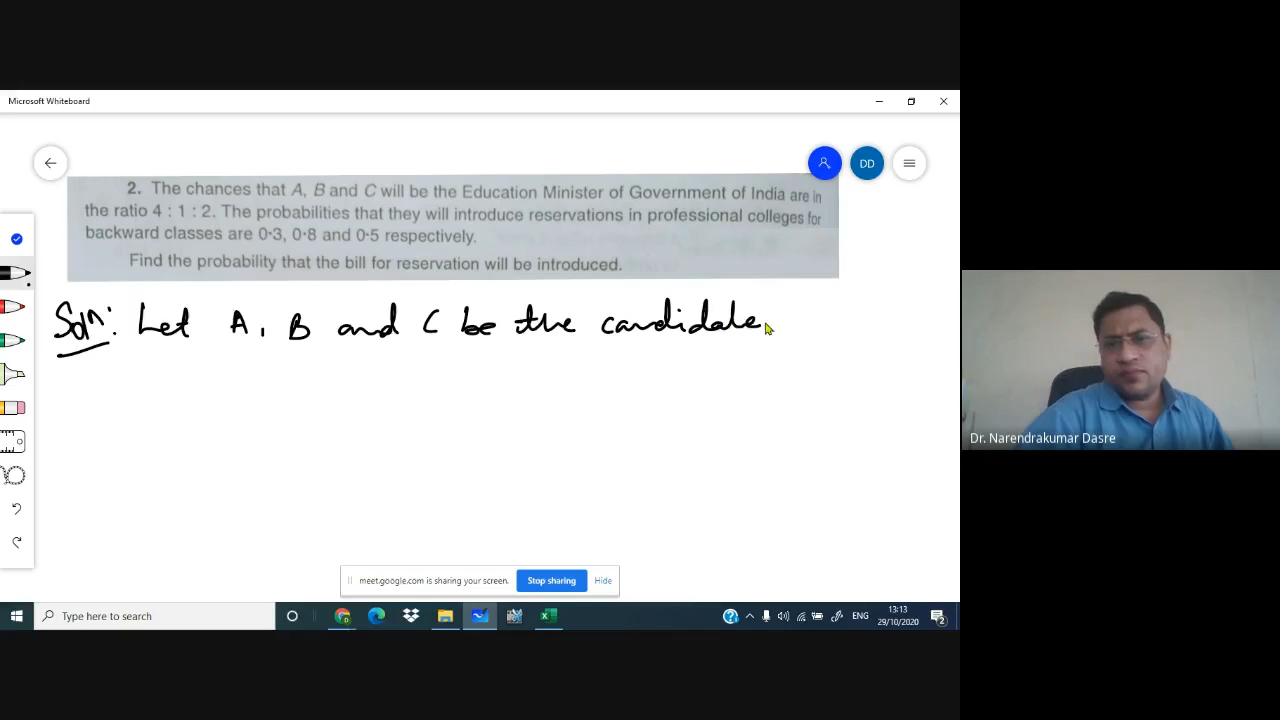 Microsoft Whiteboard
DD
2. The chances that A, B and C will be the Education Minister of Government of India are in
the ratio 4 : 1 : 2. The probabilities that they will introduce reservations in professional colleges for
backward classes are 0·3, 0·8 and 0·5 respectively.
Find the probability that the bill for reservation will be introduced.
Soln: Let A, B and C be the candidate
Dr. Narendrakumar Dasre
meet.google.com is sharing your screen.
Stop sharing
Hide
Type here to search
ENG
13:13
29/10/2020
2